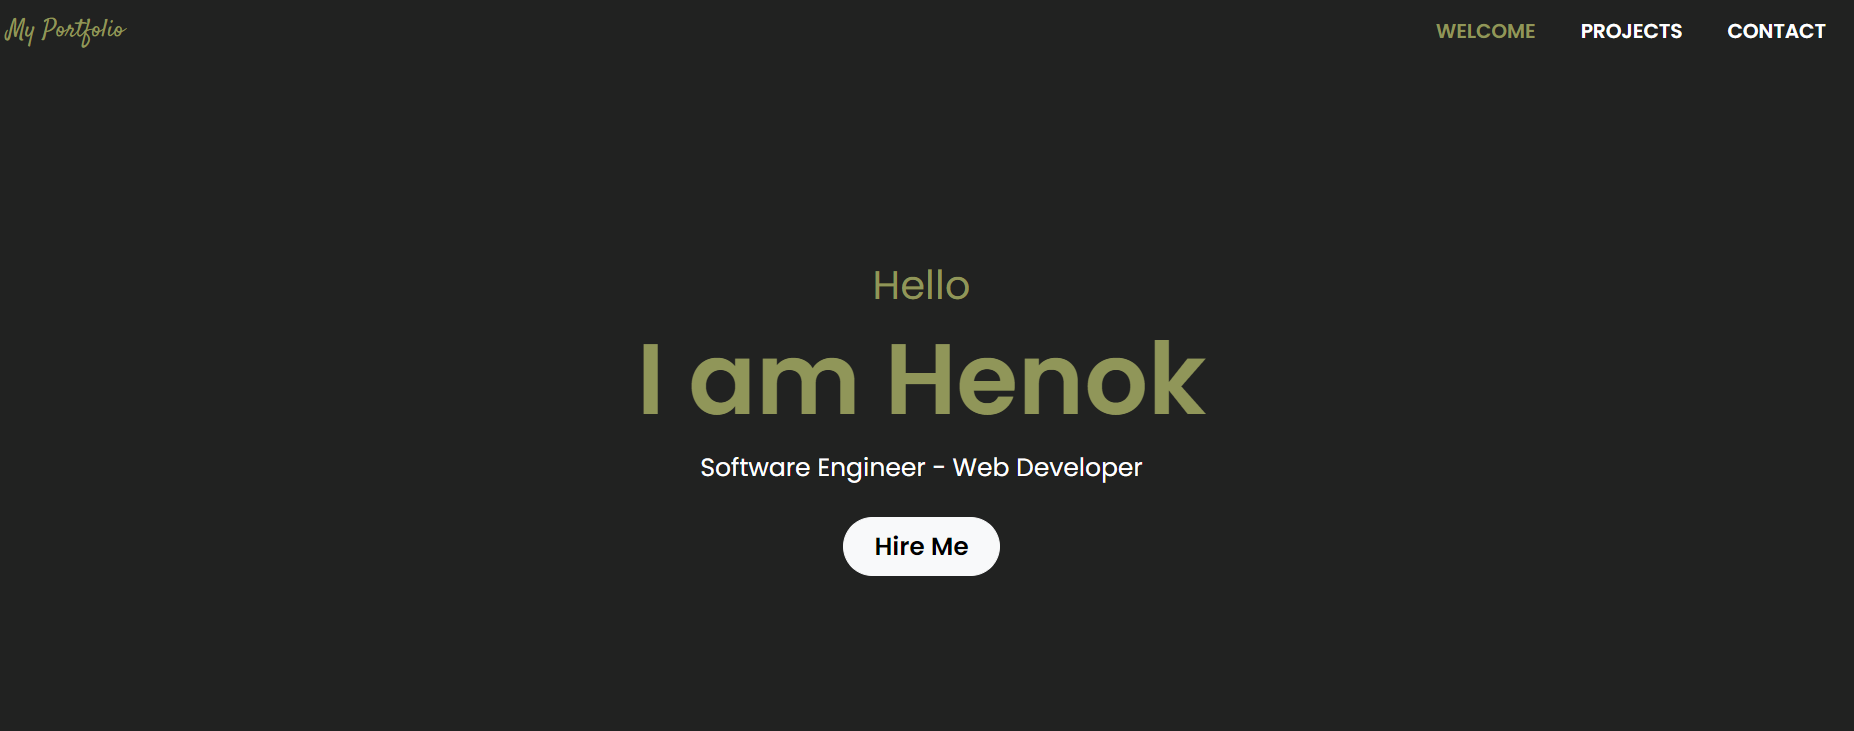 My Portfolio
WELCOME PROJECTS CONTACT
Hello
I am Henok
Software Engineer - Web Developer
Hire Me